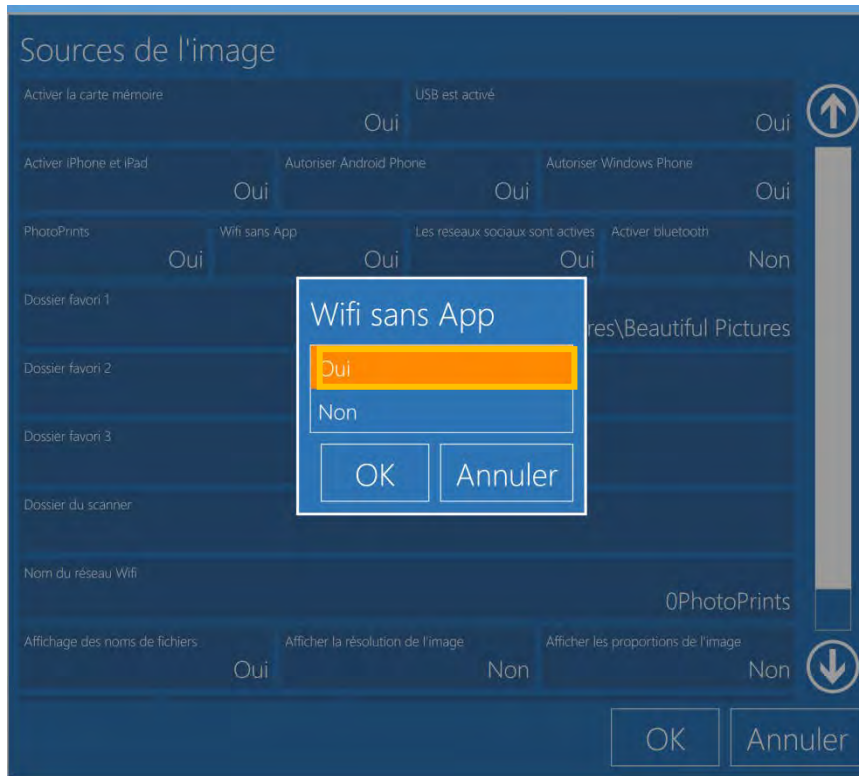 Sources de l'image
Activer la carte mémoire USB est activé
Oui Oui
Activer iPhone et iPad Autoriser Android Phone Autoriser Windows Phone
Oui Oui Oui
PhotoPrints Wifi sans App Les reseaux sociaux sont actives Activer bluetooth
Oui Oui Oui Non
Dossier favori 1
Wifi sans App
res\Beautiful Pictures
Dossier favori 2
Oui
Non
Dossier favori 3
OK Annuler
Dossier du scanner
Nom du réseau Wifi
0PhotoPrints
Affichage des noms de fichiers Afficher la résolution de l'image Afficher les proportions de l'image
Oui Non Non
OK Annuler